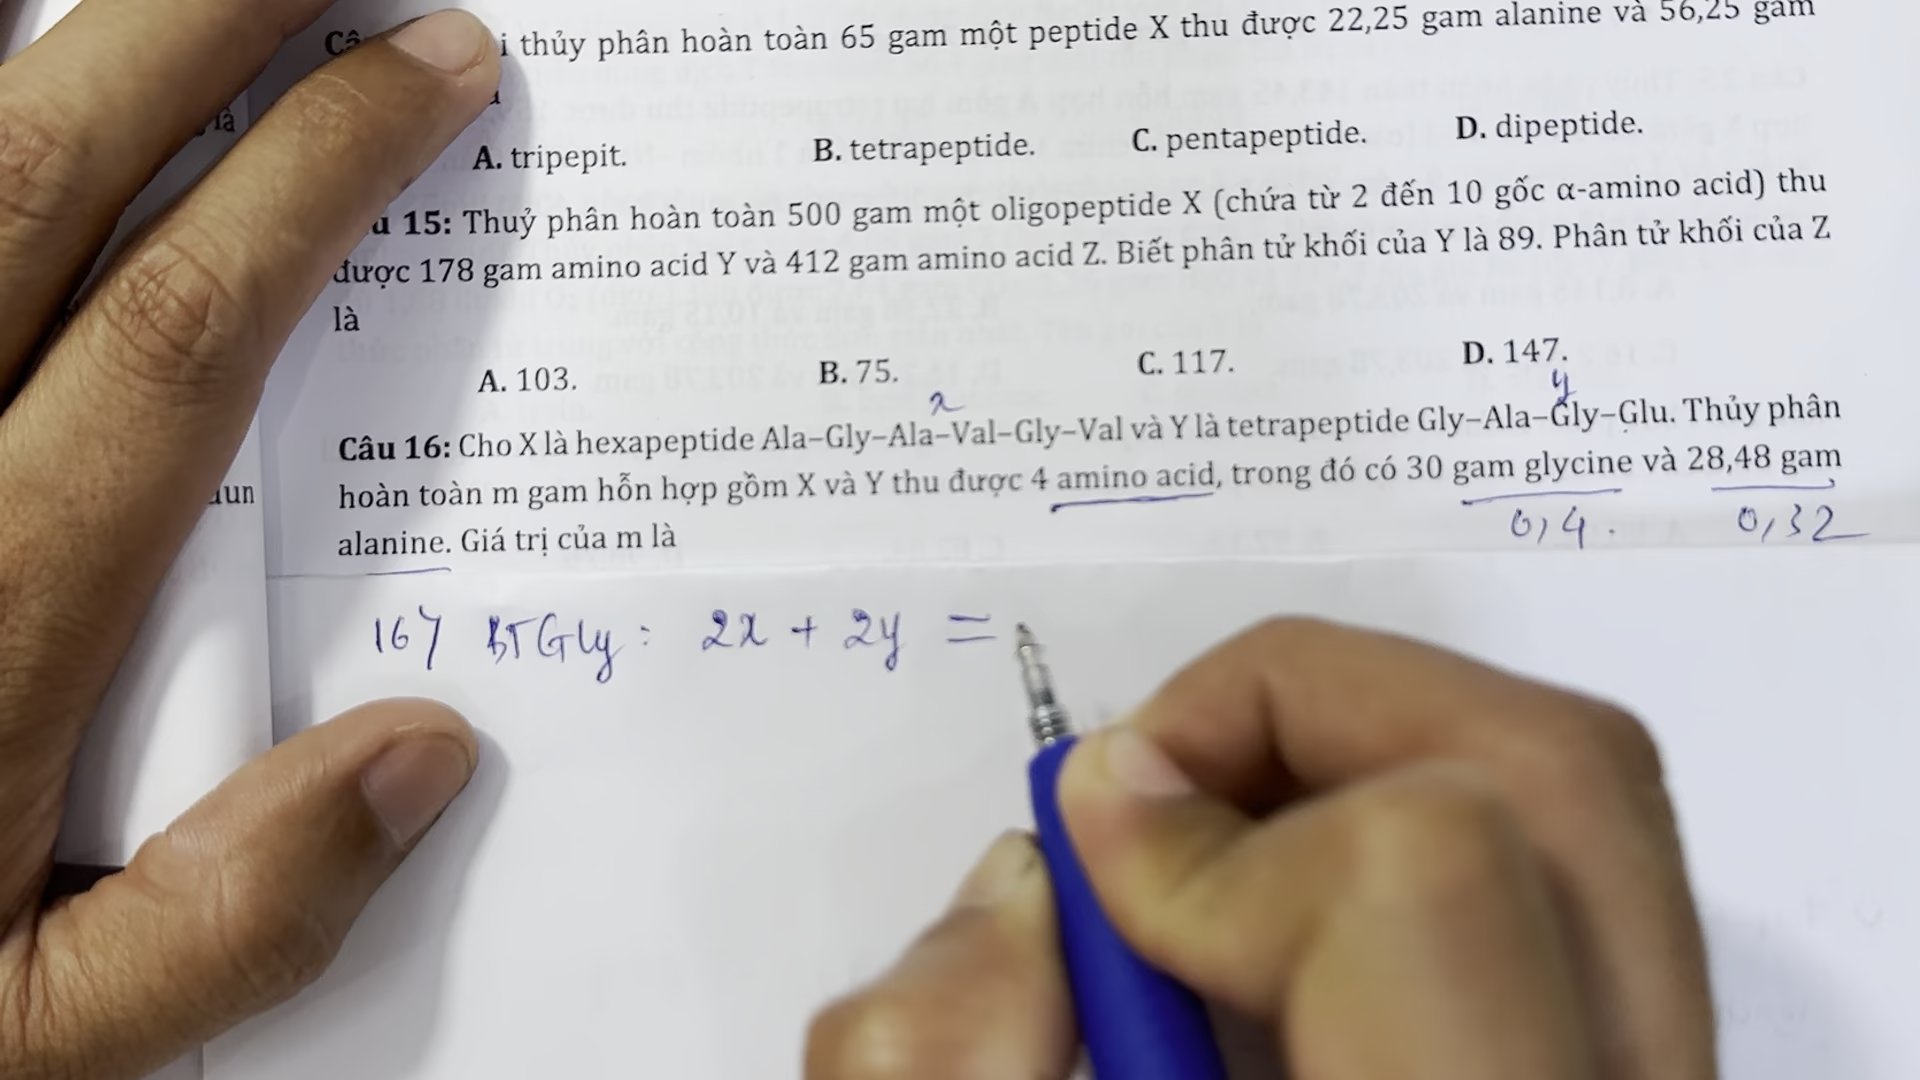 i thủy phân hoàn toàn 65 gam một peptide X thu được 22,25 gam alanine và 56,25 gam
là
A. tripepit. B. tetrapeptide. C. pentapeptide. D. dipeptide.
u 15: Thuỷ phân hoàn toàn 500 gam một oligopeptide X (chứa từ 2 đến 10 gốc α-amino acid) thu
được 178 gam amino acid Y và 412 gam amino acid Z. Biết phân tử khối của Y là 89. Phân tử khối của Z
là
A. 103. B. 75. C. 117. D. 147.
x y
Câu 16: Cho X là hexapeptide Ala–Gly–Ala–Val–Gly–Val và Y là tetrapeptide Gly–Ala–Gly–Glu. Thủy phân
hoàn toàn m gam hỗn hợp gồm X và Y thu được 4 amino acid, trong đó có 30 gam glycine và 28,48 gam
alanine. Giá trị của m là
0,4. 0,32
16) BTGly: 2x + 2y =